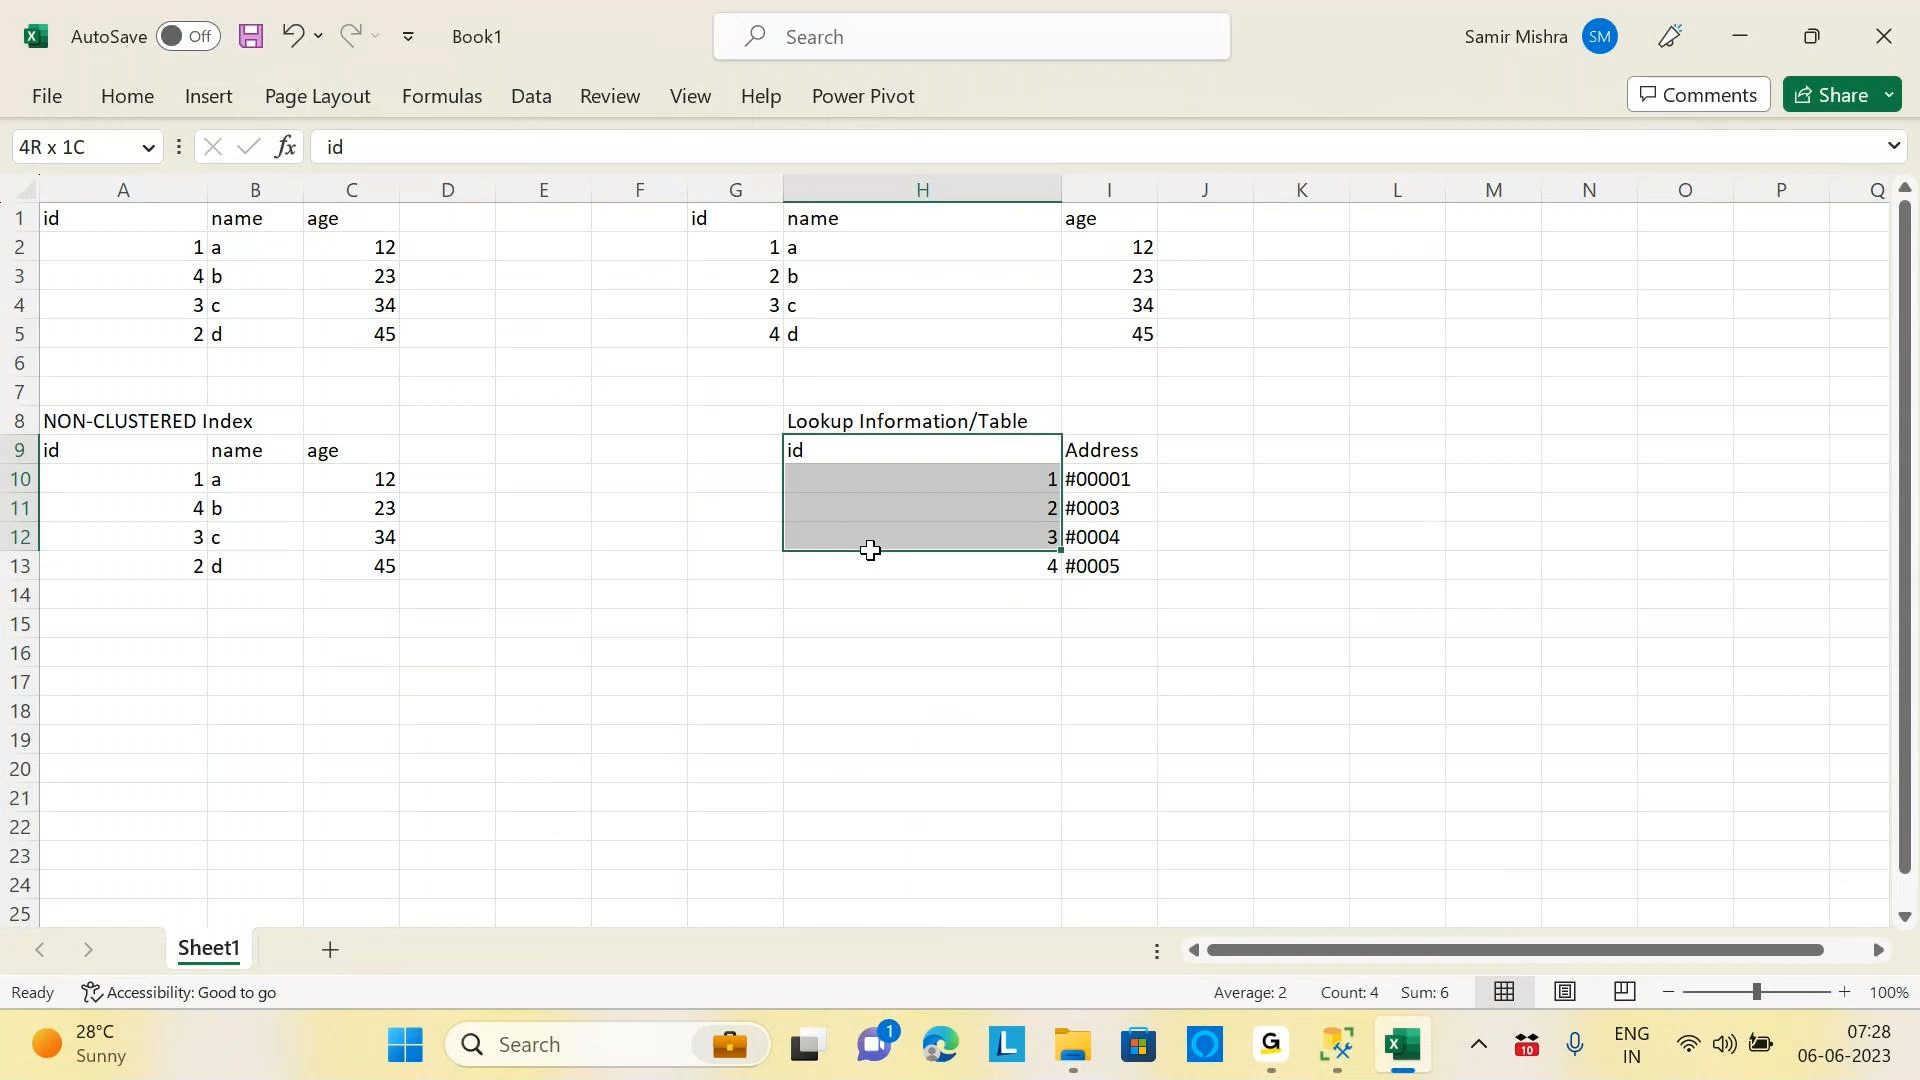 AutoSave Off Book1 Search Samir Mishra SM
File Home Insert Page Layout Formulas Data Review View Help Power Pivot Comments Share
4R x 1C fx id
A B C D E F G H I J K L M N O P Q
1 id name age id name age
2 1 a 12 1 a 12
3 4 b 23 2 b 23
4 3 c 34 3 c 34
5 2 d 45 4 d 45
6
7
8 NON-CLUSTERED Index Lookup Information/Table
9 id name age id Address
10 1 a 12 1 #00001
11 4 b 23 2 #0003
12 3 c 34 3 #0004
13 2 d 45 4 #0005
14
15
16
17
18
19
20
21
22
23
24
25
Sheet1
Ready Accessibility: Good to go Average: 2 Count: 4 Sum: 6 100%
28°C
Sunny
Search 1 L G 10
ENG
IN
07:28
06-06-2023